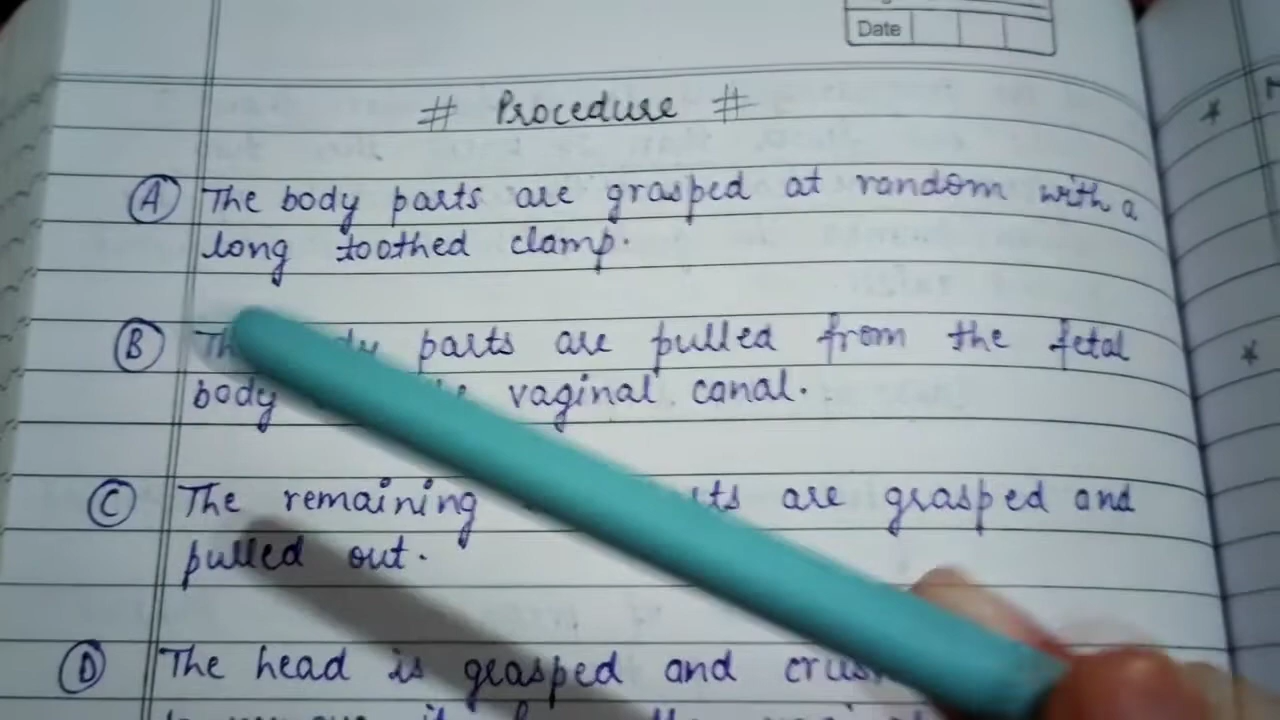 Date
# Procedure #
(A) The body parts are grasped at random with a
long toothed clamp.
(B) parts are pulled from the fetal
body vaginal canal.
(C) The remaining are grasped and
pulled out.
(D) The head is grasped and